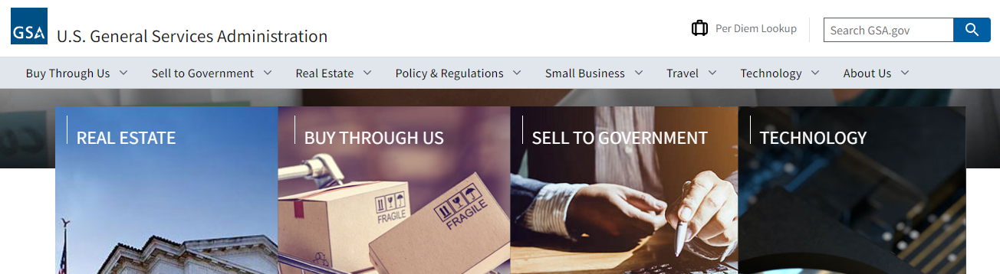 GSA
U.S. General Services Administration
Per Diem Lookup
Search GSA.gov
Buy Through Us Sell to Government Real Estate Policy & Regulations Small Business Travel Technology About Us
REAL ESTATE BUY THROUGH US SELL TO GOVERNMENT TECHNOLOGY
FRAGILE
FRAGILE